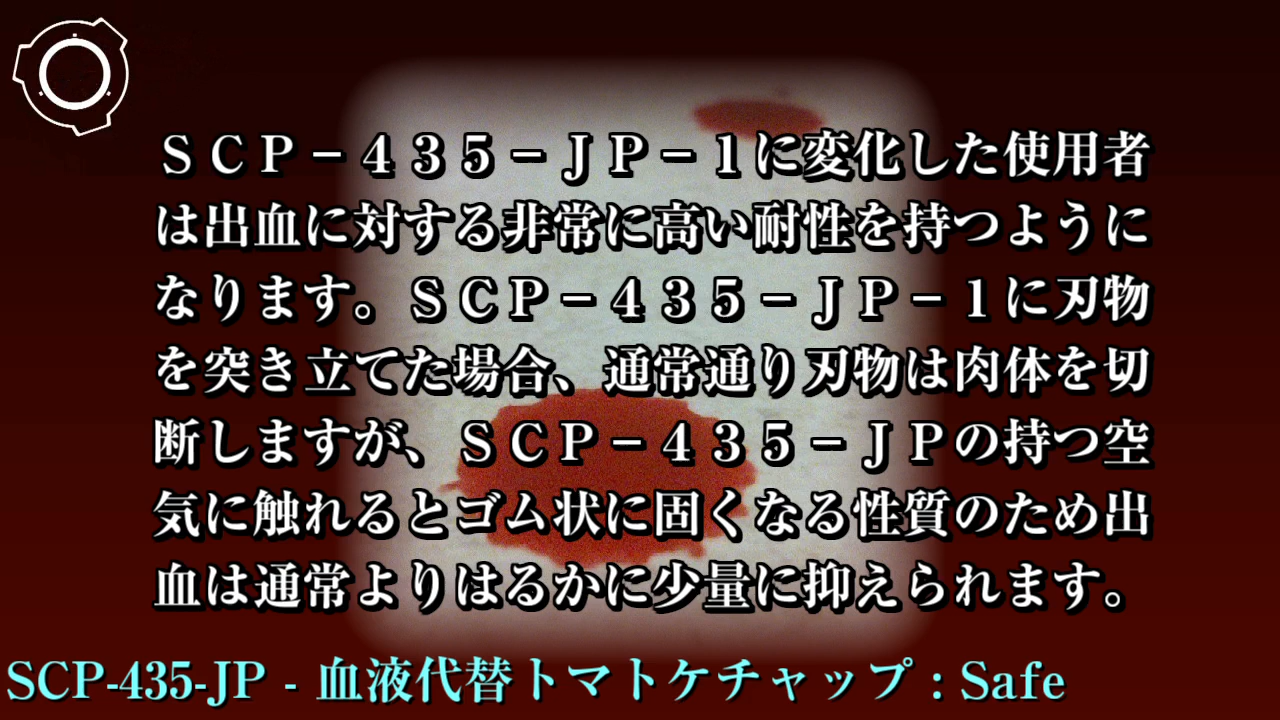 ＳＣＰ－４３５－ＪＰ－１に変化した使用者
は出血に対する非常に高い耐性を持つように
なります。ＳＣＰ－４３５－ＪＰ－１に刃物
を突き立てた場合、通常通り刃物は肉体を切
断しますが、ＳＣＰ－４３５－ＪＰの持つ空
気に触れるとゴム状に固くなる性質のため出
血は通常よりはるかに少量に抑えられます。
SCP-435-JP - 血液代替トマトケチャップ : Safe